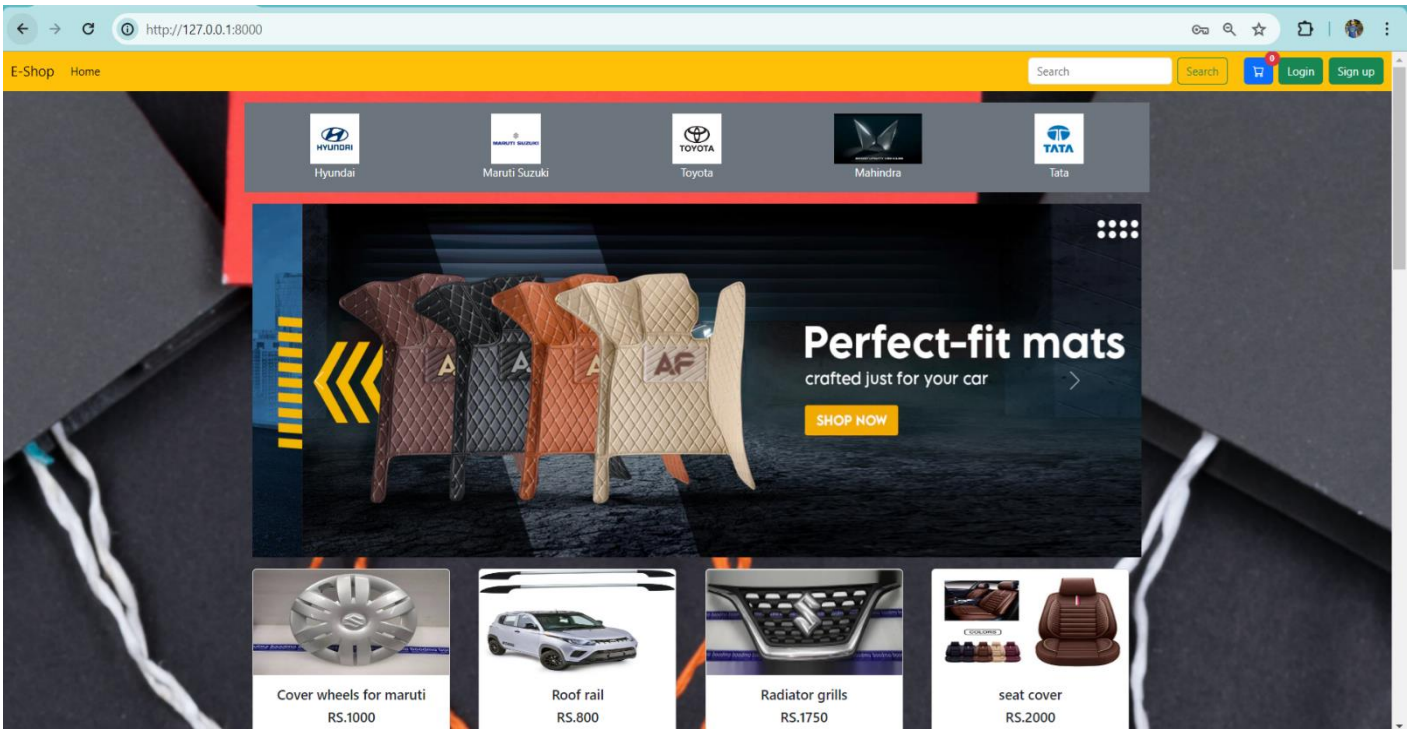 http://127.0.0.1:8000
E-Shop Home Search Search 0 Login Sign up
HYUNDAI MARUTI SUZUKI TOYOTA TATA
Hyundai Maruti Suzuki Toyota Mahindra Tata
Perfect-fit mats
AF
crafted just for your car
SHOP NOW
COLORS
Cover wheels for maruti Roof rail Radiator grills seat cover
RS.1000 RS.800 RS.1750 RS.2000